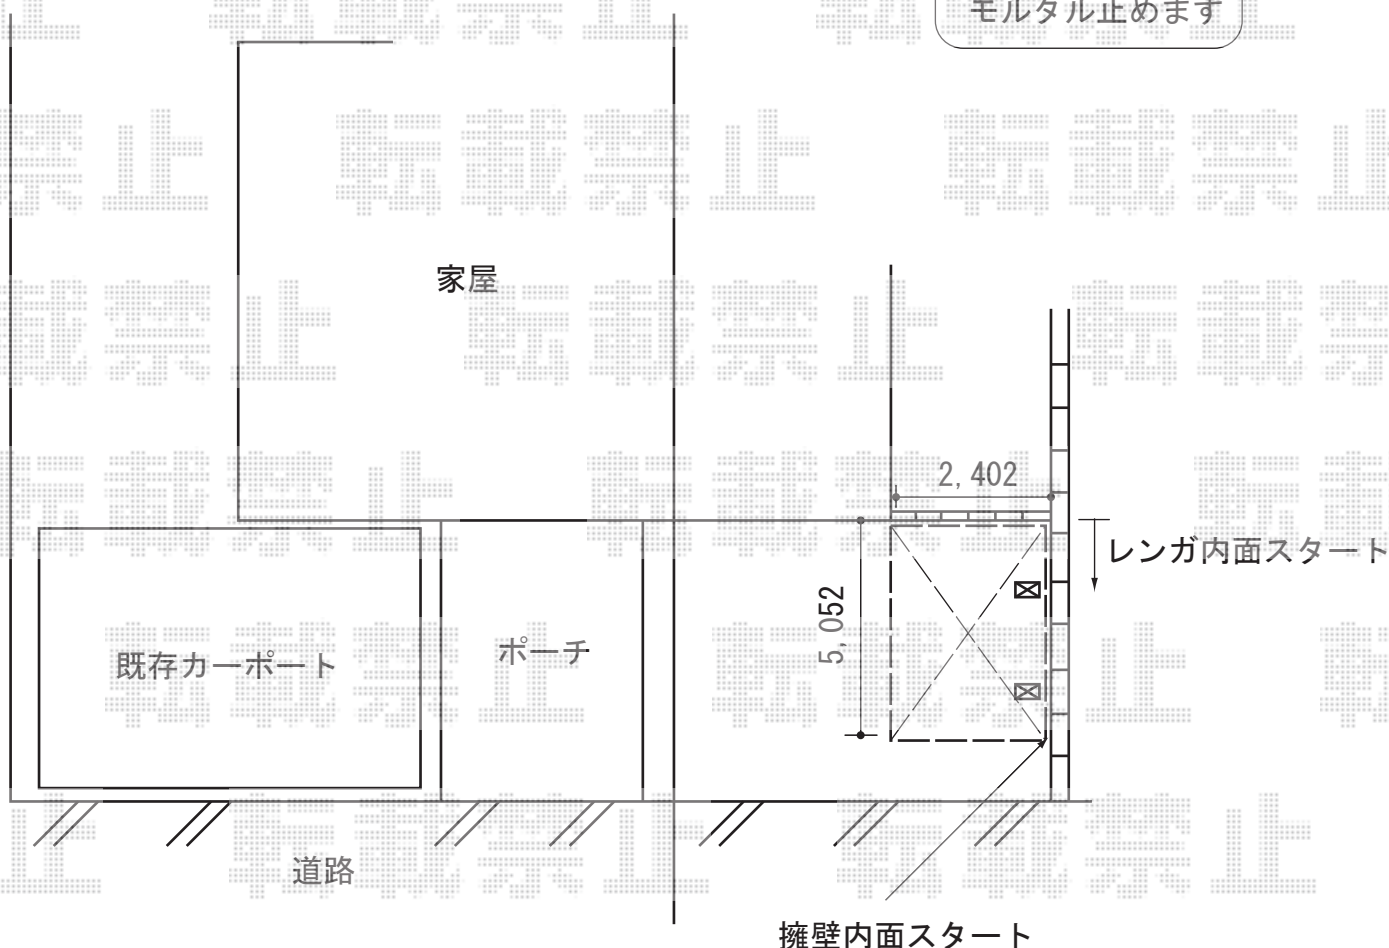 モルタル止めます
家屋
2,402
レンガ内面スタート
5,052
ポーチ
既存カーポート
道路
擁壁内面スタート
転載禁止